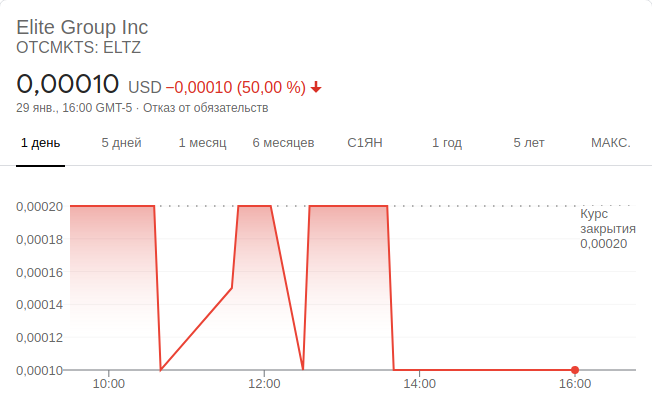 Elite Group Inc
OTCMKTS: ELTZ
0,00010 USD −0,00010 (50,00 %)
29 янв., 16:00 GMT-5 · Отказ от обязательств
1 день 5 дней 1 месяц 6 месяцев С1ЯН 1 год 5 лет МАКС.
0,00020
0,00018
0,00016
0,00014
0,00012
0,00010
Курс
закрытия
0,00020
10:00 12:00 14:00 16:00